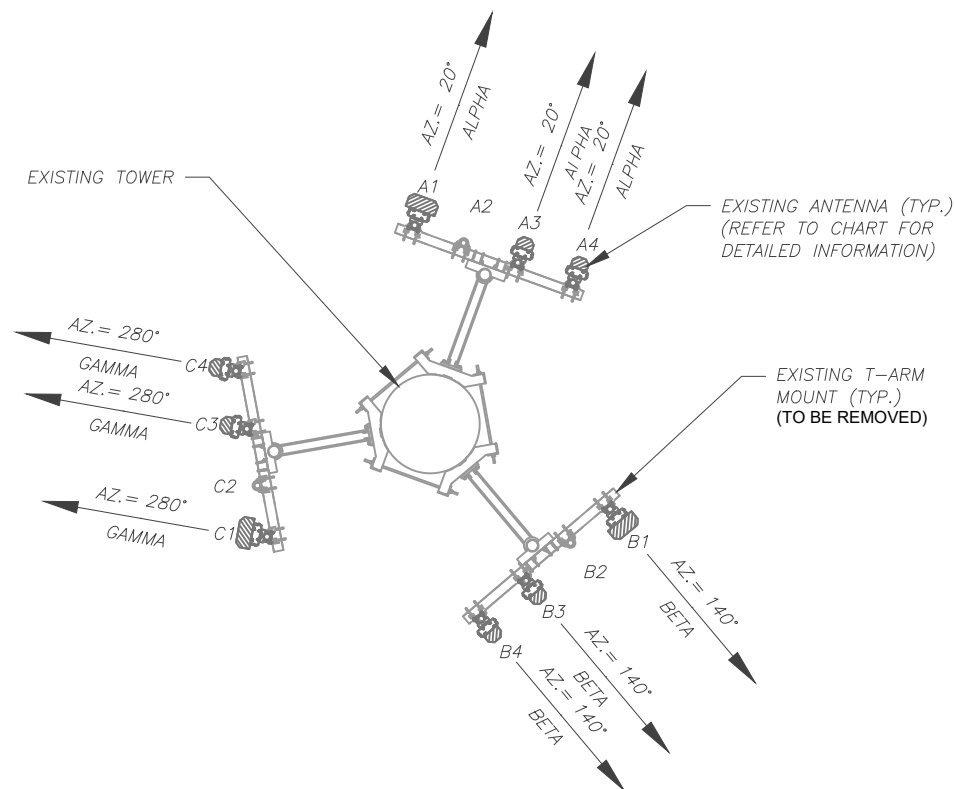 AZ.= 20°
ALPHA
AZ.= 20°
ALPHA
AZ.= 20°
ALPHA
A1
A2
A3
A4
EXISTING TOWER
EXISTING ANTENNA (TYP.)
(REFER TO CHART FOR
DETAILED INFORMATION)
AZ.= 280°
GAMMA
C4
AZ.= 280°
GAMMA
C3
C2
AZ.= 280°
GAMMA
C1
EXISTING T-ARM
MOUNT (TYP.)
(TO BE REMOVED)
B1
B2
B3
B4
AZ.= 140°
BETA
AZ.= 140°
BETA
AZ.= 140°
BETA